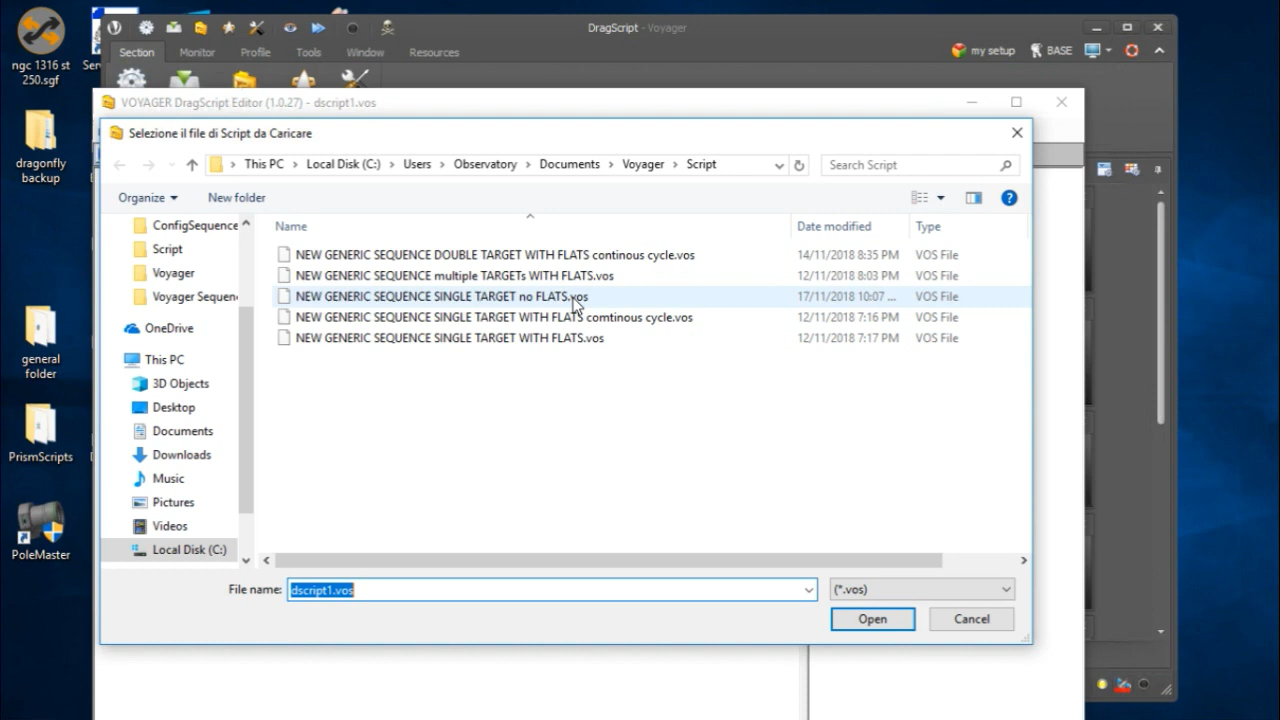 ngc 1316 st
250.sgf
Ser
dragonfly
backup
general
folder
PrismScripts
PoleMaster
DragScript - Voyager
Section Monitor Profile Tools Window Resources
my setup BASE
VOYAGER DragScript Editor (1.0.27) - dscript1.vos
Selezione il file di Script da Caricare
This PC > Local Disk (C:) > Users > Observatory > Documents > Voyager > Script
Search Script
Organize New folder
ConfigSequence
Script
Voyager
Voyager Sequen
OneDrive
This PC
3D Objects
Desktop
Documents
Downloads
Music
Pictures
Videos
Local Disk (C:)
Name Date modified Type
NEW GENERIC SEQUENCE DOUBLE TARGET WITH FLATS continous cycle.vos 14/11/2018 8:35 PM VOS File
NEW GENERIC SEQUENCE multiple TARGETs WITH FLATS.vos 12/11/2018 8:03 PM VOS File
NEW GENERIC SEQUENCE SINGLE TARGET no FLATS.vos 17/11/2018 10:07 ... VOS File
NEW GENERIC SEQUENCE SINGLE TARGET WITH FLATS comtinous cycle.vos 12/11/2018 7:16 PM VOS File
NEW GENERIC SEQUENCE SINGLE TARGET WITH FLATS.vos 12/11/2018 7:17 PM VOS File
File name: dscript1.vos (*.vos)
Open Cancel